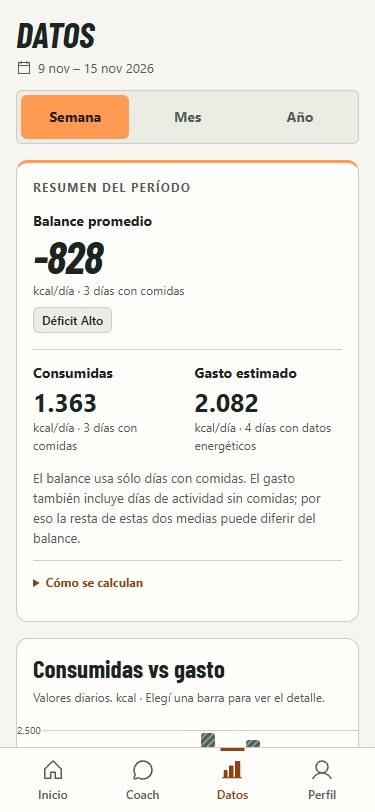 DATOS
9 nov – 15 nov 2026
Semana Mes Año
RESUMEN DEL PERÍODO
Balance promedio
-828
kcal/día · 3 días con comidas
Déficit Alto
Consumidas
1.363
kcal/día · 3 días con
comidas
Gasto estimado
2.082
kcal/día · 4 días con datos
energéticos
El balance usa sólo días con comidas. El gasto
también incluye días de actividad sin comidas; por
eso la resta de estas dos medias puede diferir del
balance.
Cómo se calculan
Consumidas vs gasto
Valores diarios. kcal · Elegí una barra para ver el detalle.
2.500
Inicio Coach Datos Perfil